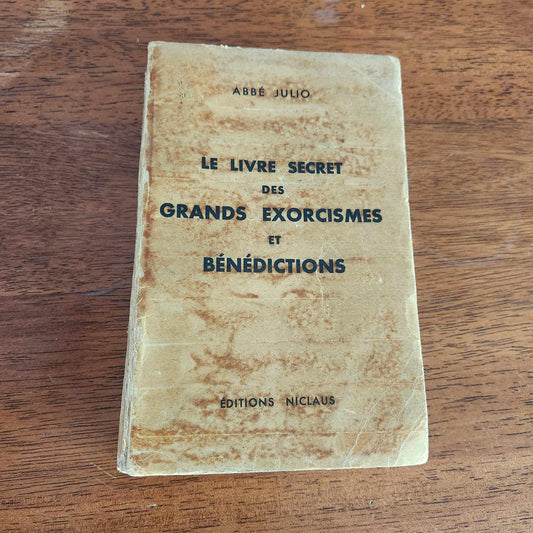 ABBÉ JULIO
LE LIVRE SECRET
DES
GRANDS EXORCISMES
ET
BÉNÉDICTIONS
ÉDITIONS NICLAUS